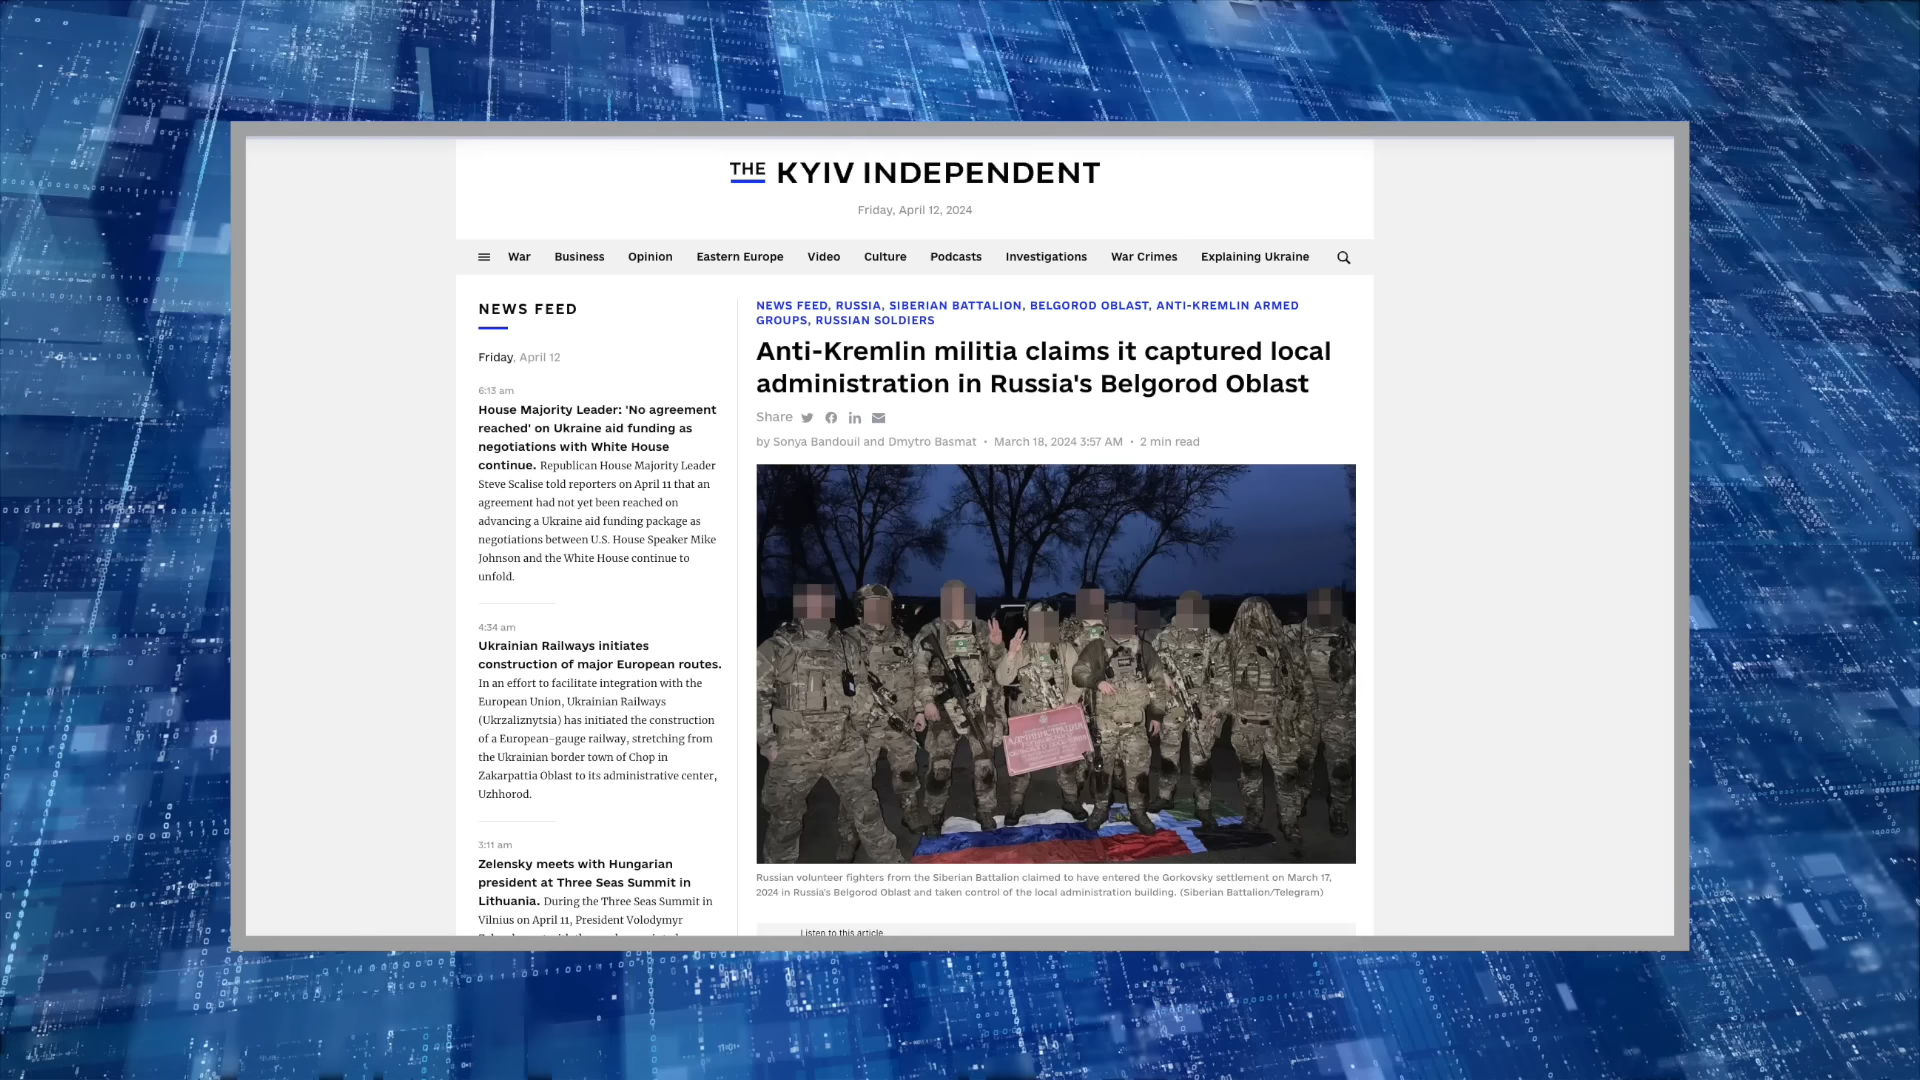 THE KYIV INDEPENDENT
Friday, April 12, 2024
War Business Opinion Eastern Europe Video Culture Podcasts Investigations War Crimes Explaining Ukraine
NEWS FEED
Friday, April 12
6:13 am
House Majority Leader: 'No agreement
reached' on Ukraine aid funding as
negotiations with White House
continue. Republican House Majority Leader
Steve Scalise told reporters on April 11 that an
agreement had not yet been reached on
advancing a Ukraine aid funding package as
negotiations between U.S. House Speaker Mike
Johnson and the White House continue to
unfold.
4:34 am
Ukrainian Railways initiates
construction of major European routes.
In an effort to facilitate integration with the
European Union, Ukrainian Railways
(Ukrzaliznytsia) has initiated the construction
of a European-gauge railway, stretching from
the Ukrainian border town of Chop in
Zakarpattia Oblast to its administrative center,
Uzhhorod.
3:11 am
Zelensky meets with Hungarian
president at Three Seas Summit in
Lithuania. During the Three Seas Summit in
Vilnius on April 11, President Volodymyr
NEWS FEED, RUSSIA, SIBERIAN BATTALION, BELGOROD OBLAST, ANTI-KREMLIN ARMED
GROUPS, RUSSIAN SOLDIERS
Anti-Kremlin militia claims it captured local
administration in Russia's Belgorod Oblast
Share
by Sonya Bandouil and Dmytro Basmat • March 18, 2024 3:57 AM • 2 min read
АДМИНИСТРАЦИЯ
Russian volunteer fighters from the Siberian Battalion claimed to have entered the Gorkovsky settlement on March 17,
2024 in Russia's Belgorod Oblast and taken control of the local administration building. (Siberian Battalion/Telegram)
Listen to this article